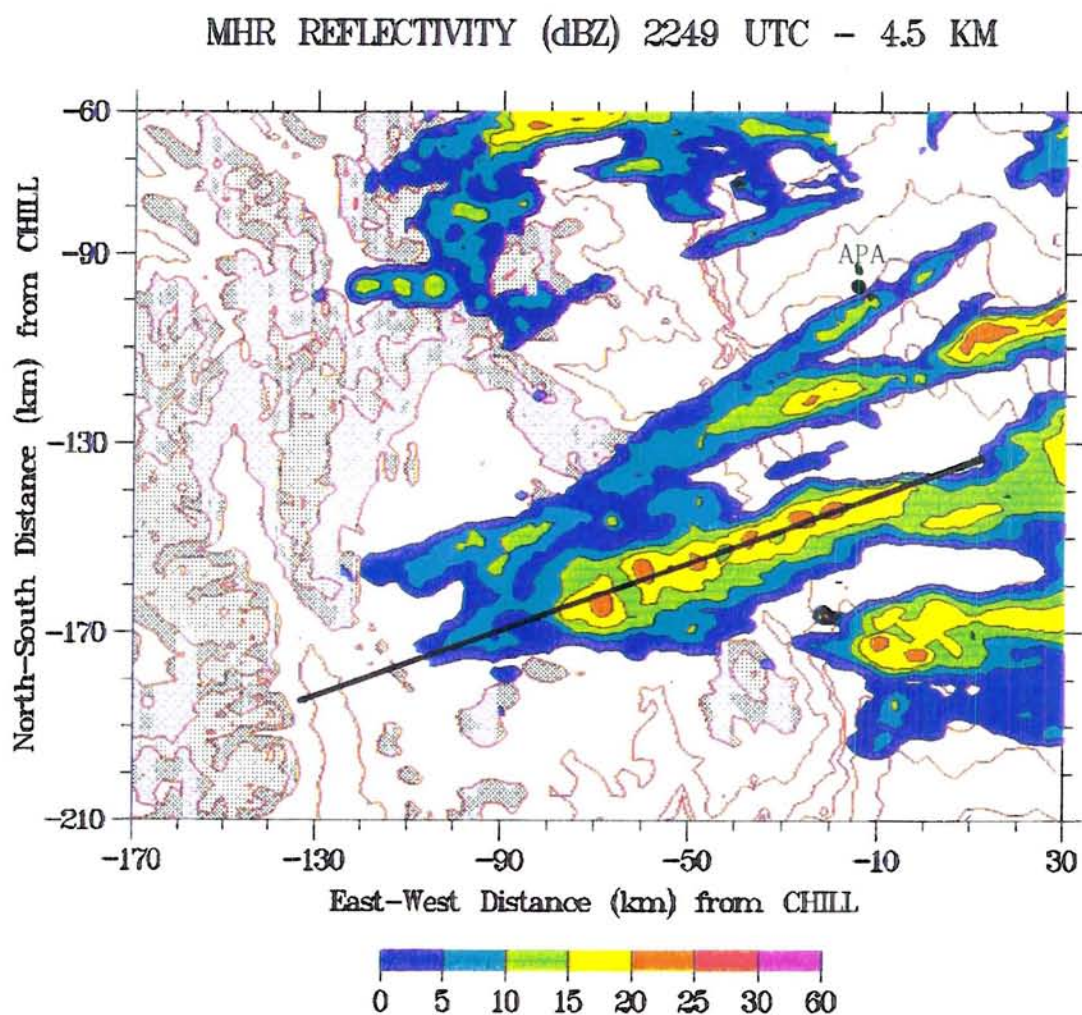 MHR REFLECTIVITY (dBZ) 2249 UTC - 4.5 KM
North-South Distance (km) from CHILL
-60
-90
-130
-170
-210
APA
-170 -130 -90 -50 -10 30
East-West Distance (km) from CHILL
0 5 10 15 20 25 30 60